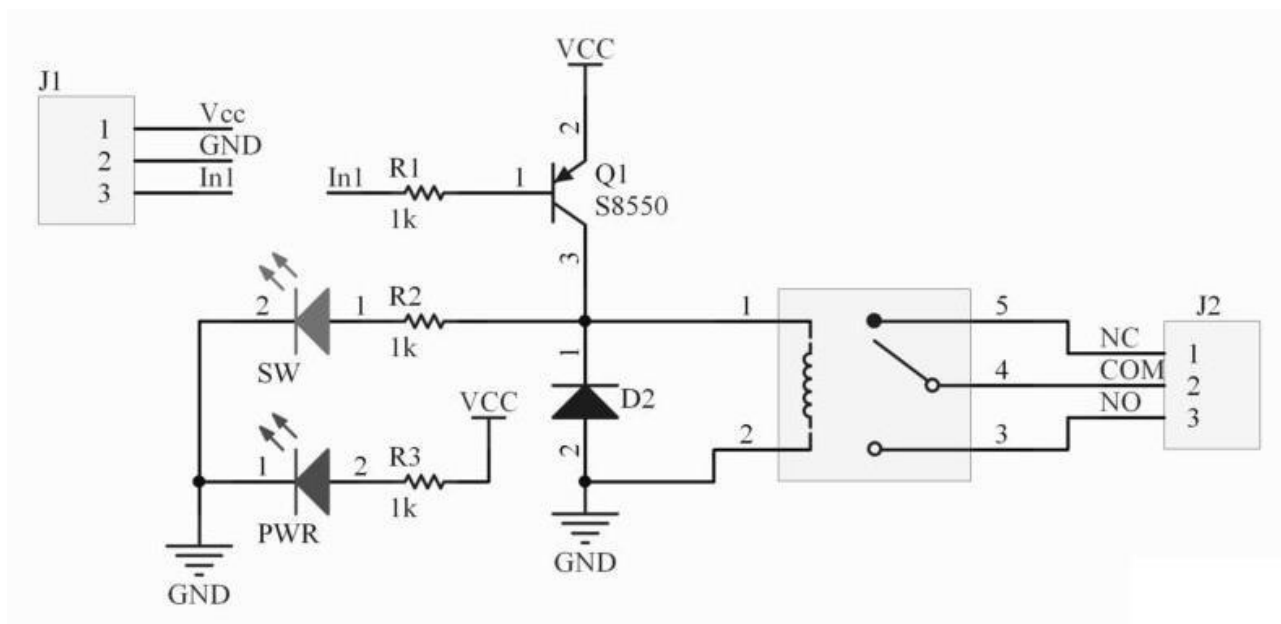 J1
1 Vcc
2 GND
3 In1
VCC
2
In1 R1 1 Q1
1k S8550
3
2 1 R2
SW 1k
1 5 J2
NC 1
4 COM 2
NO 3
2 3
1
D2
2
VCC
1 2 R3
PWR 1k
GND
GND